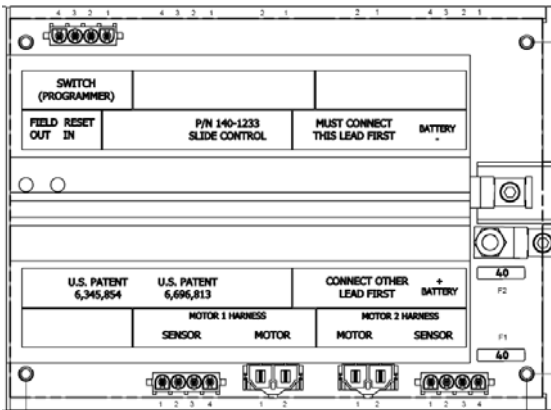 4 3 2 1
4 3 2 1
2 1
2 1
4 3 2 1
SWITCH
(PROGRAMMER)
FIELD RESET
OUT IN
P/N 140-1233
SLIDE CONTROL
MUST CONNECT
THIS LEAD FIRST
BATTERY
-
U.S. PATENT
6,345,854
U.S. PATENT
6,696,813
CONNECT OTHER
LEAD FIRST
+
BATTERY
40
F2
MOTOR 1 HARNESS
SENSOR MOTOR
MOTOR 2 HARNESS
MOTOR SENSOR
F1
40
1 2 3 4
1 2
1 2
1 2 3 4